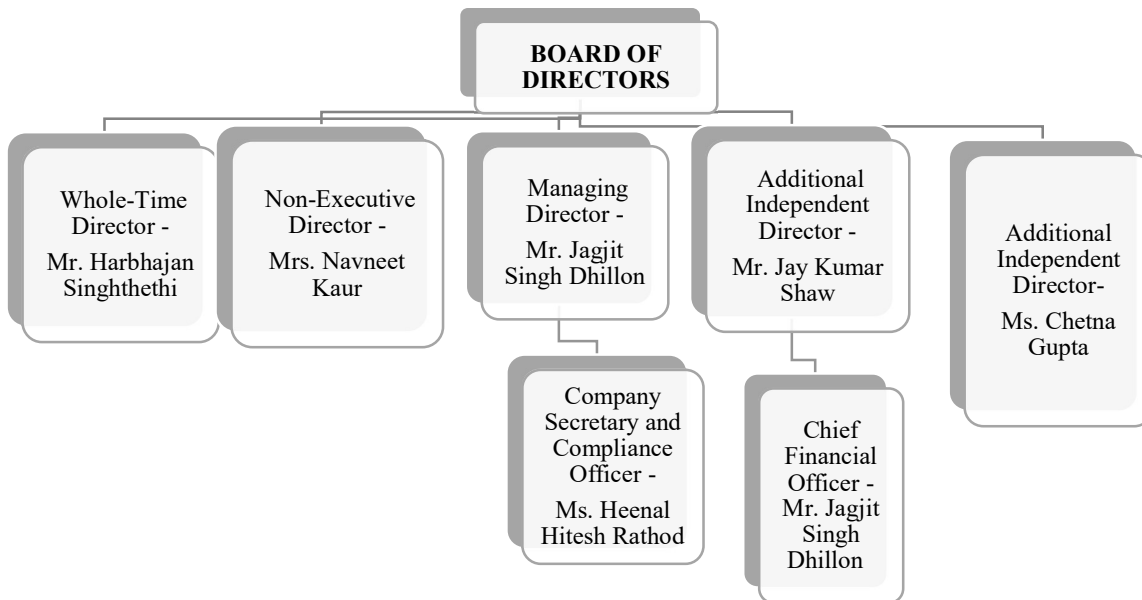 BOARD OF
DIRECTORS
Whole-Time
Director -
Mr. Harbhajan
Singhthethi
Non-Executive
Director -
Mrs. Navneet
Kaur
Managing
Director -
Mr. Jagjit
Singh Dhillon
Additional
Independent
Director -
Mr. Jay Kumar
Shaw
Additional
Independent
Director-
Ms. Chetna
Gupta
Company
Secretary and
Compliance
Officer -
Ms. Heenal
Hitesh Rathod
Chief
Financial
Officer -
Mr. Jagjit
Singh
Dhillon